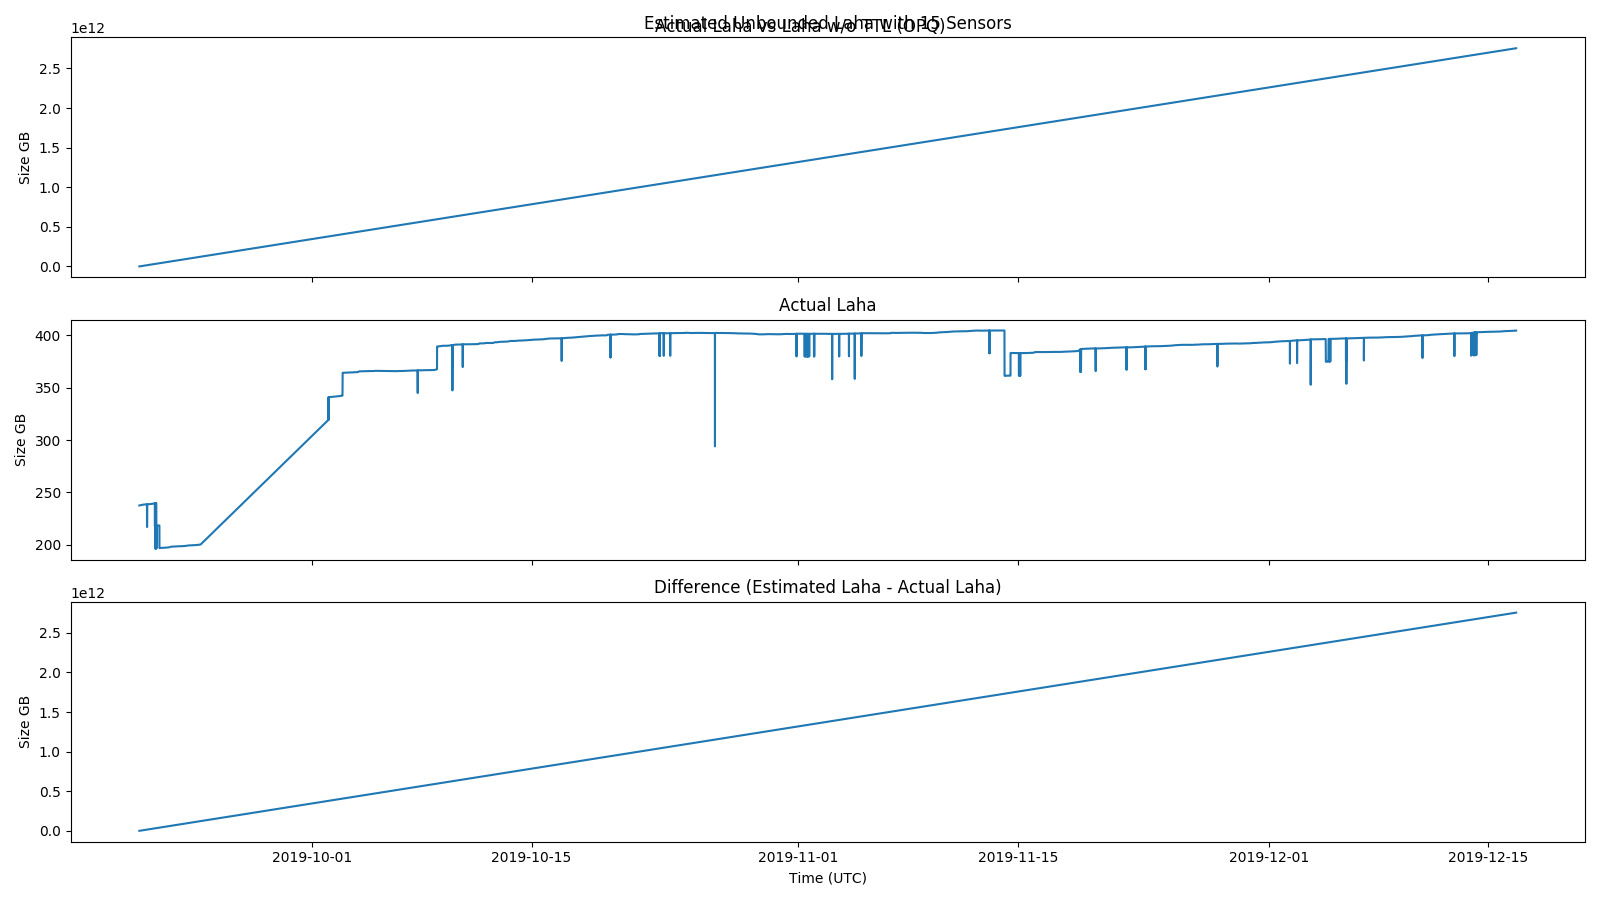 Estimated Unbounded Laha with 15 Sensors
Actual Laha vs Laha w/o TTL (OPQ)
1e12
2.5
2.0
1.5
1.0
0.5
0.0
Size GB
Actual Laha
400
350
300
250
200
Size GB
Difference (Estimated Laha - Actual Laha)
1e12
2.5
2.0
1.5
1.0
0.5
0.0
Size GB
2019-10-01 2019-10-15 2019-11-01 2019-11-15 2019-12-01 2019-12-15
Time (UTC)